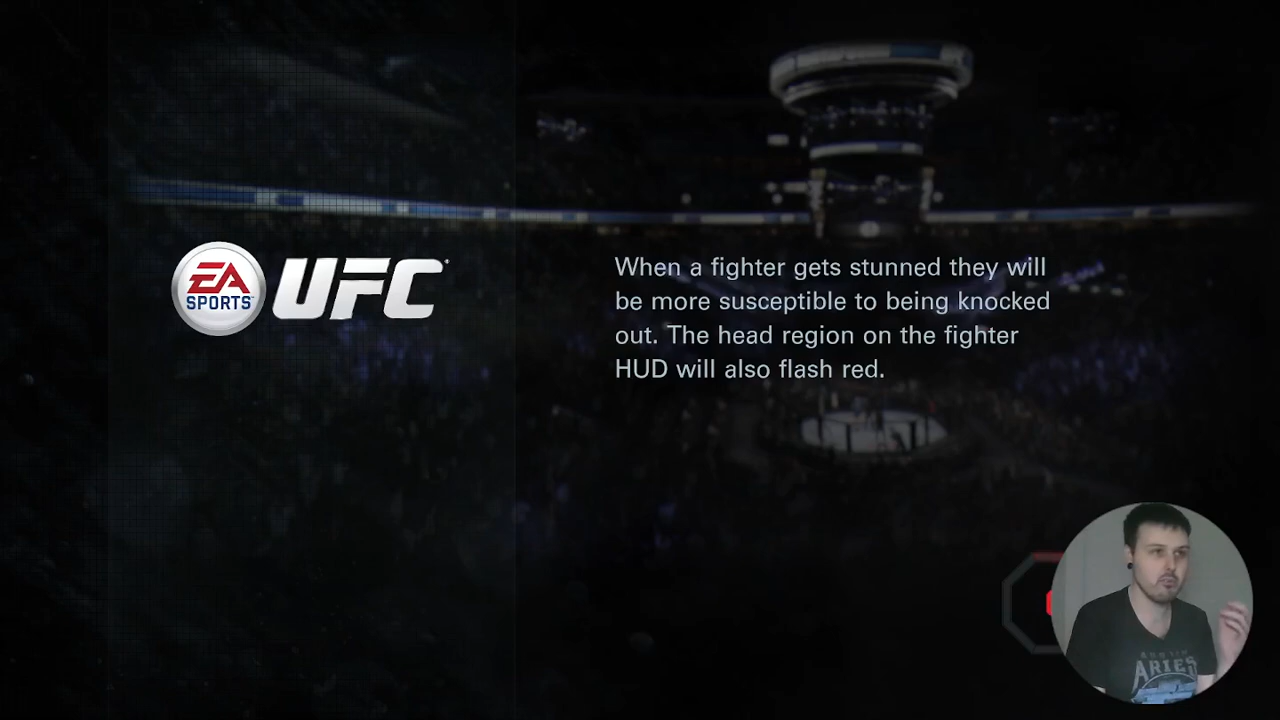 EA
SPORTS
UFC
When a fighter gets stunned they will
be more susceptible to being knocked
out. The head region on the fighter
HUD will also flash red.
ARIES